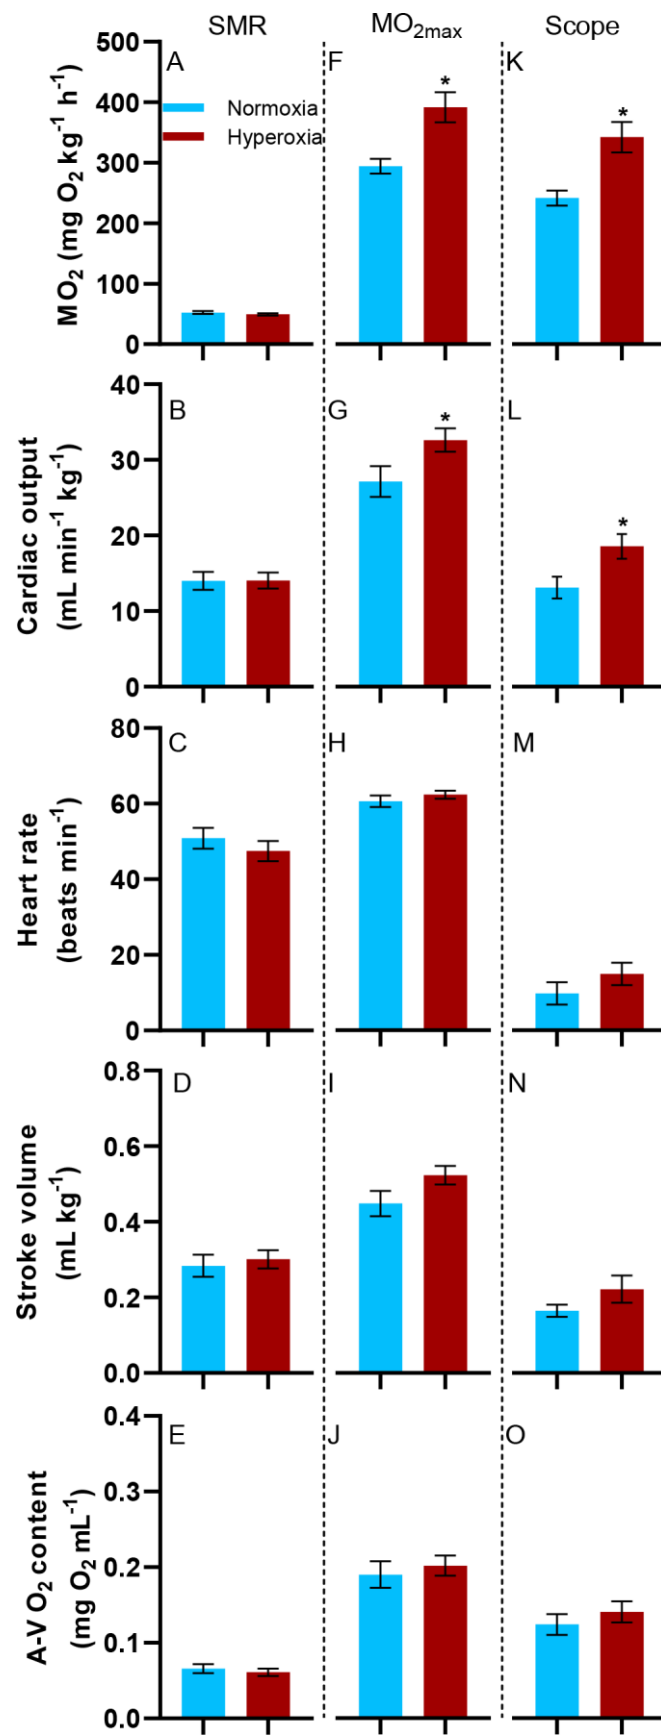 SMR MO₂max Scope
MO₂ (mg O₂ kg⁻¹ h⁻¹)
500
400
300
200
100
0
A
Normoxia
Hyperoxia
F
*
K
*
Cardiac output
(mL min⁻¹ kg⁻¹)
40
30
20
10
0
B
G
*
L
*
Heart rate
(beats min⁻¹)
80
60
40
20
0
C
H
M
Stroke volume
(mL kg⁻¹)
0.8
0.6
0.4
0.2
0.0
D
I
N
A-V O₂ content
(mg O₂ mL⁻¹)
0.4
0.3
0.2
0.1
0.0
E
J
O